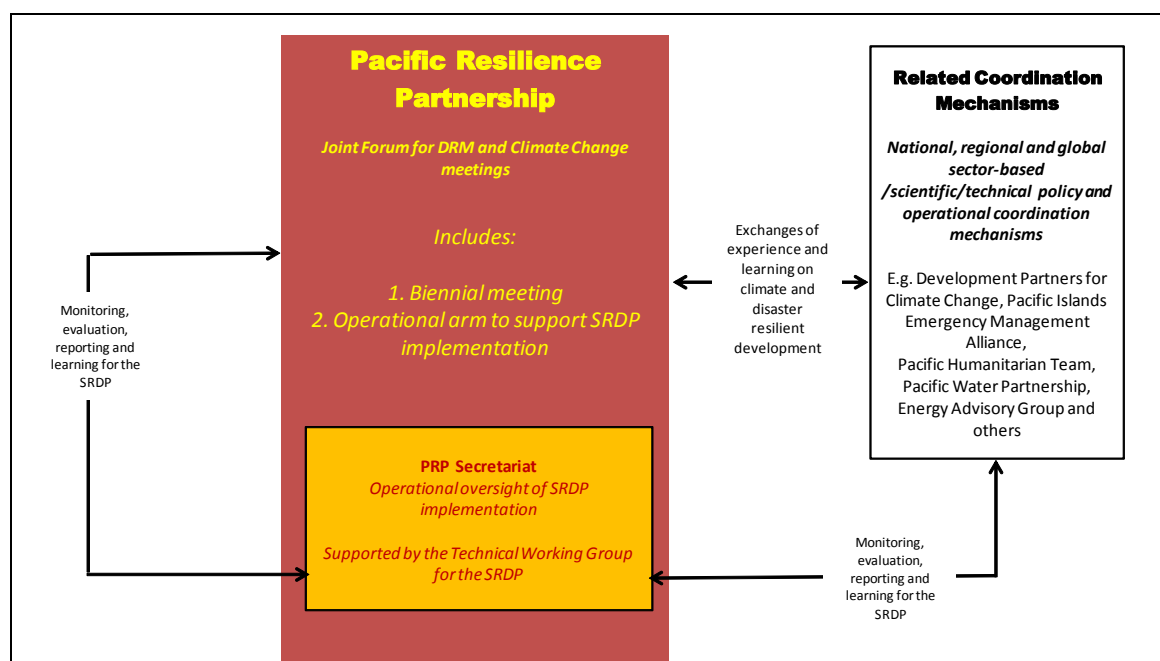 Pacific Resilience
Partnership
Joint Forum for DRM and Climate Change
meetings
Includes:
1. Biennial meeting
2. Operational arm to support SRDP
implementation
PRP Secretariat
Operational oversight of SRDP
implementation
Supported by the Technical Working Group
for the SRDP
Monitoring,
evaluation,
reporting and
learning for the
SRDP
Exchanges of
experience and
learning on
climate and
disaster
resilient
development
Related Coordination
Mechanisms
National, regional and global
sector-based
/scientific/technical policy and
operational coordination
mechanisms
E.g. Development Partners for
Climate Change, Pacific Islands
Emergency Management
Alliance,
Pacific Humanitarian Team,
Pacific Water Partnership,
Energy Advisory Group and
others
Monitoring,
evaluation,
reporting and
learning for the
SRDP